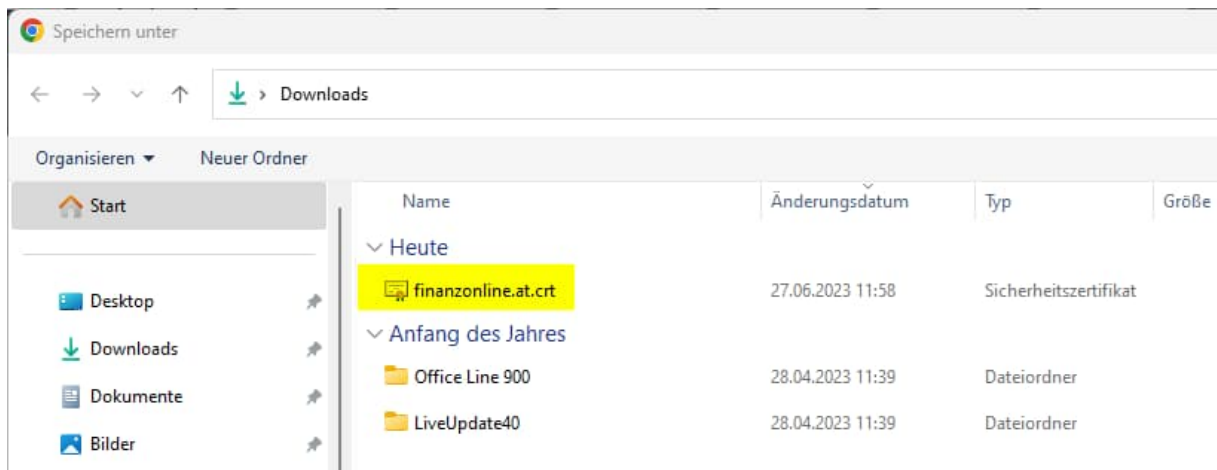 Speichern unter
Downloads
Organisieren Neuer Ordner
Start
Desktop
Downloads
Dokumente
Bilder
Name Änderungsdatum Typ Größe
Heute
finanzonline.at.crt 27.06.2023 11:58 Sicherheitszertifikat
Anfang des Jahres
Office Line 900 28.04.2023 11:39 Dateiordner
LiveUpdate40 28.04.2023 11:39 Dateiordner